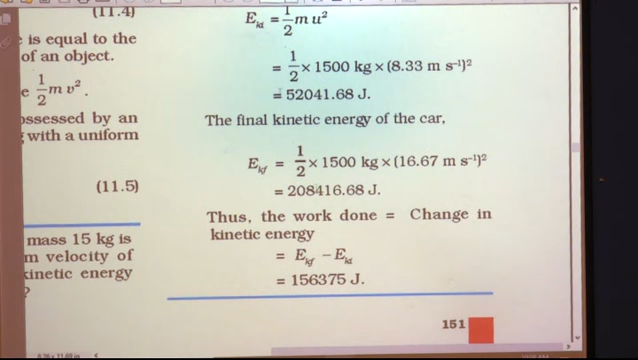 (11.4)
is equal to the
of an object.
e 1/2 m v².
ossessed by an
with a uniform
(11.5)
mass 15 kg is
m velocity of
kinetic energy
?
E_ki = 1/2 m u²
= 1/2 × 1500 kg × (8.33 m s⁻¹)²
= 52041.68 J.
The final kinetic energy of the car,
E_kf = 1/2 × 1500 kg × (16.67 m s⁻¹)²
= 208416.68 J.
Thus, the work done = Change in
kinetic energy
= E_kf – E_ki
= 156375 J.
151